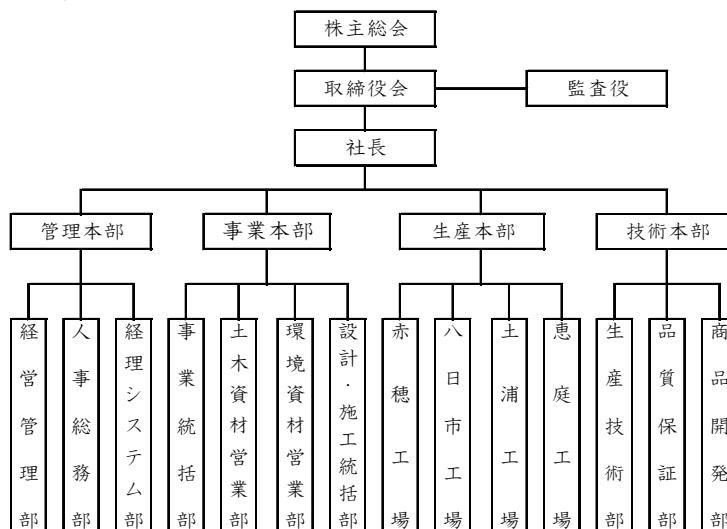 株主総会
取締役会
監査役
社長
管理本部
事業本部
生産本部
技術本部
経営管理部
人事総務部
経理システム部
事業統括部
土木資材営業部
環境資材営業部
設計・施工統括部
赤穂工場
八日市工場
土浦工場
恵庭工場
生産技術部
品質保証部
商品開発部